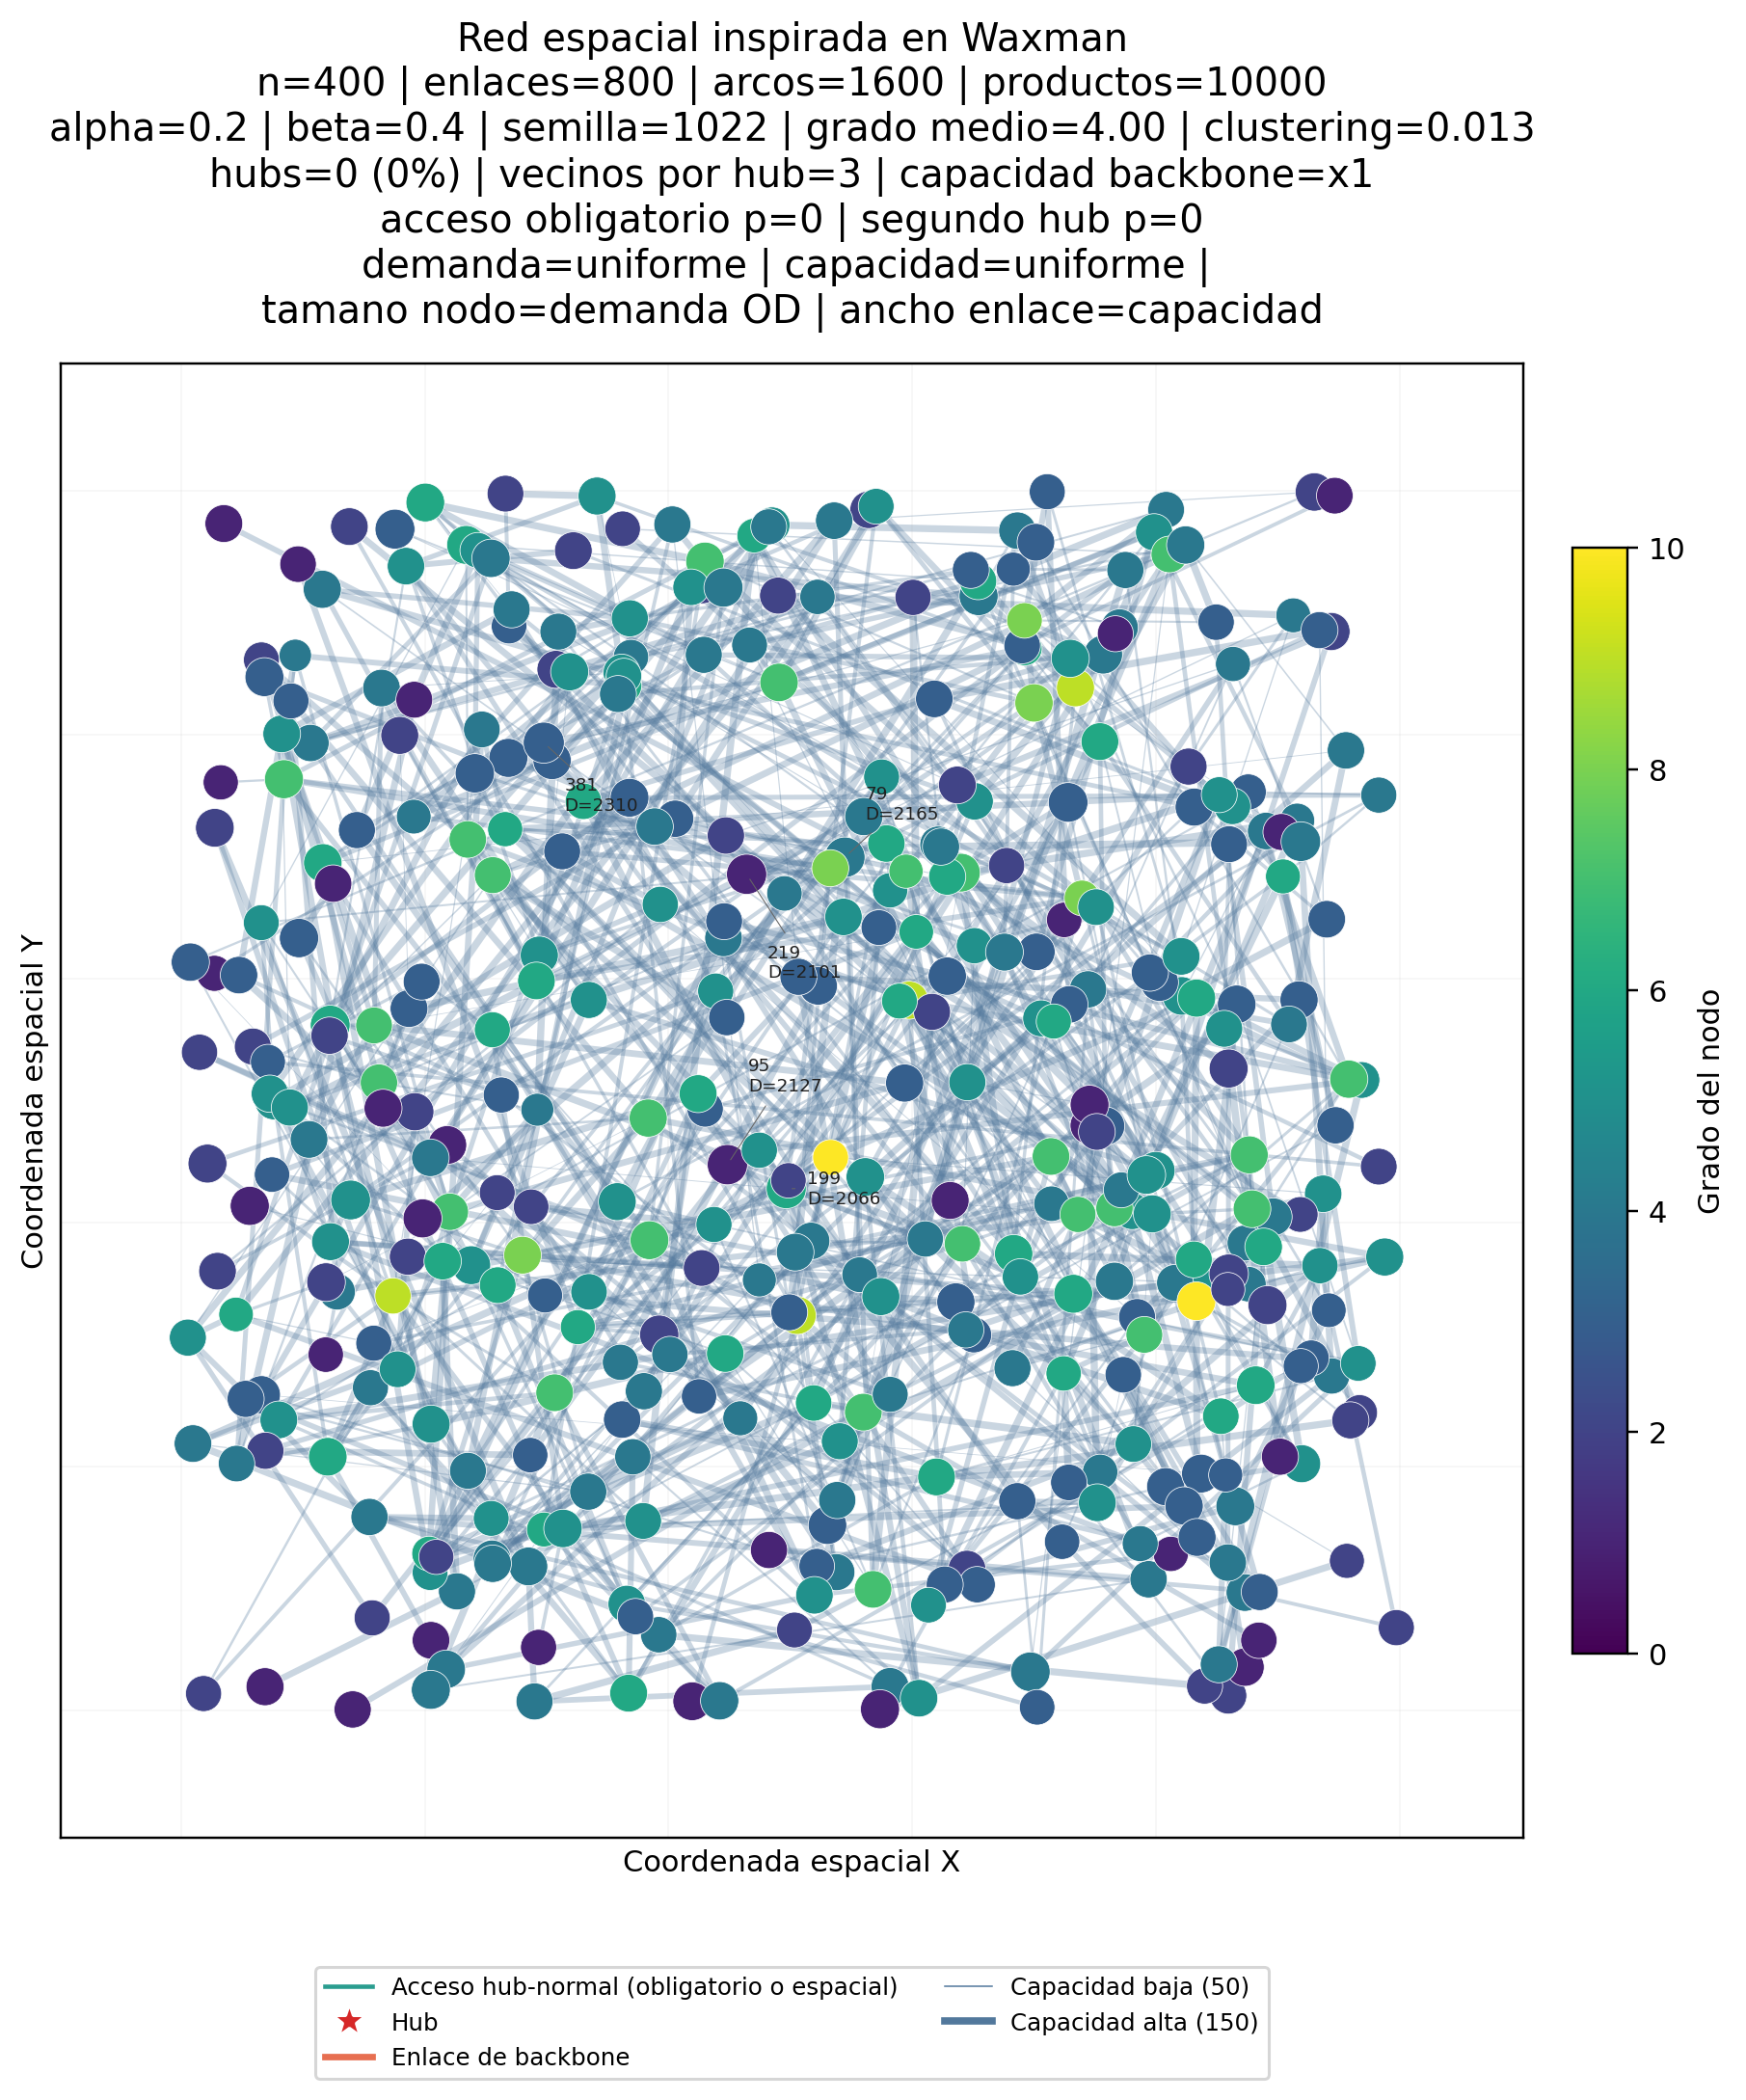 Red espacial inspirada en Waxman
n=400 | enlaces=800 | arcos=1600 | productos=10000
alpha=0.2 | beta=0.4 | semilla=1022 | grado medio=4.00 | clustering=0.013
hubs=0 (0%) | vecinos por hub=3 | capacidad backbone=x1
acceso obligatorio p=0 | segundo hub p=0
demanda=uniforme | capacidad=uniforme |
tamano nodo=demanda OD | ancho enlace=capacidad
381
D=2310
79
D=2165
219
D=2101
95
D=2127
199
D=2066
Coordenada espacial Y
Coordenada espacial X
10
8
6
4
2
0
Grado del nodo
Acceso hub-normal (obligatorio o espacial)
Hub
Enlace de backbone
Capacidad baja (50)
Capacidad alta (150)